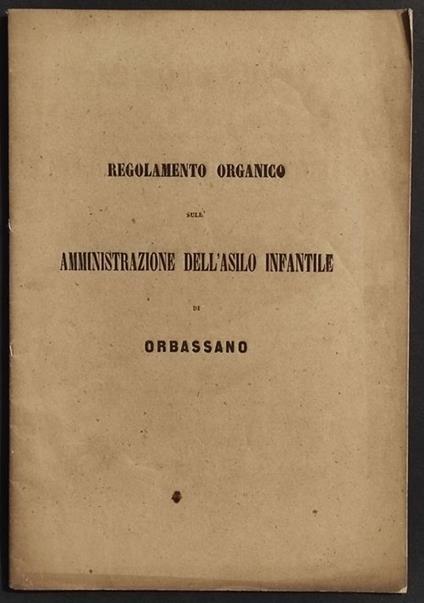 REGOLAMENTO ORGANICO
SULL'
AMMINISTRAZIONE DELL'ASILO INFANTILE
DI
ORBASSANO